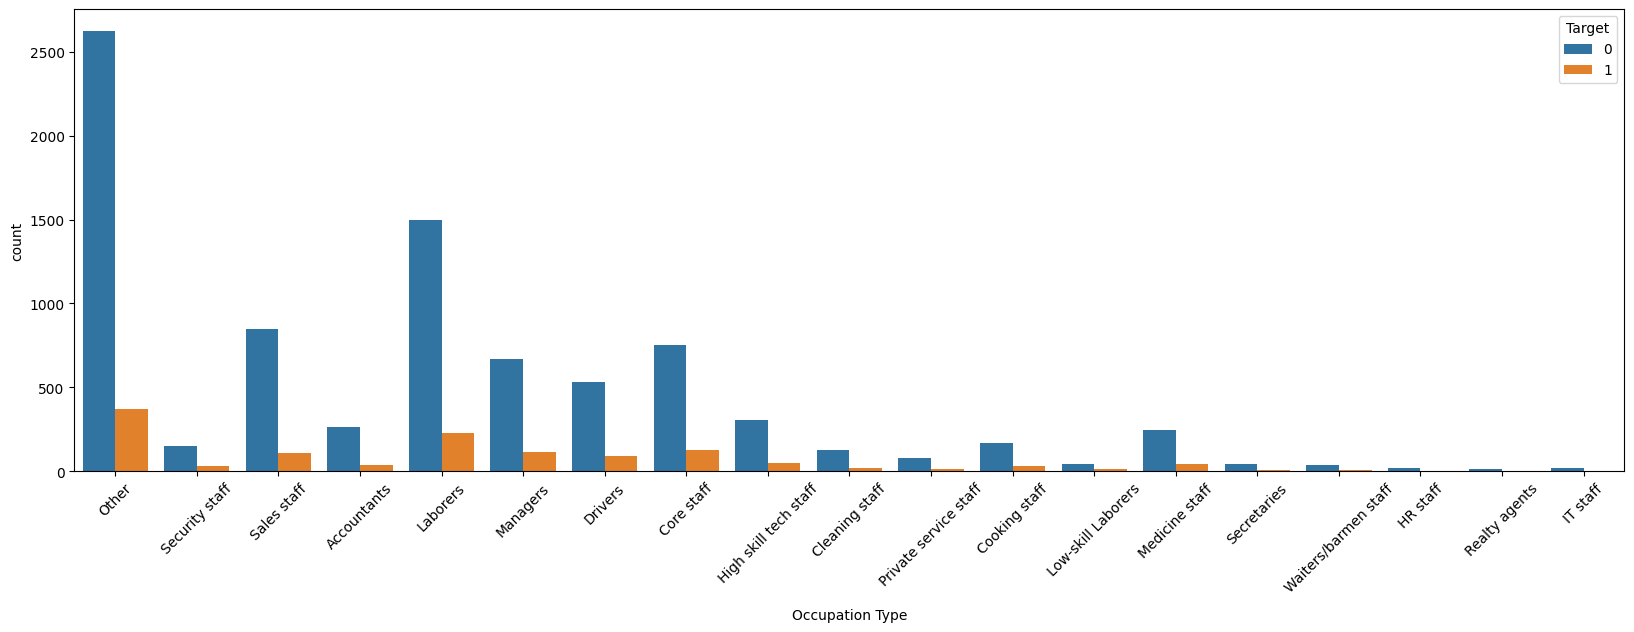 Target
0
1
2500
2000
1500
1000
500
0
count
Other
Security staff
Sales staff
Accountants
Laborers
Managers
Drivers
Core staff
High skill tech staff
Cleaning staff
Private service staff
Cooking staff
Low-skill Laborers
Medicine staff
Secretaries
Waiters/barmen staff
HR staff
Realty agents
IT staff
Occupation Type